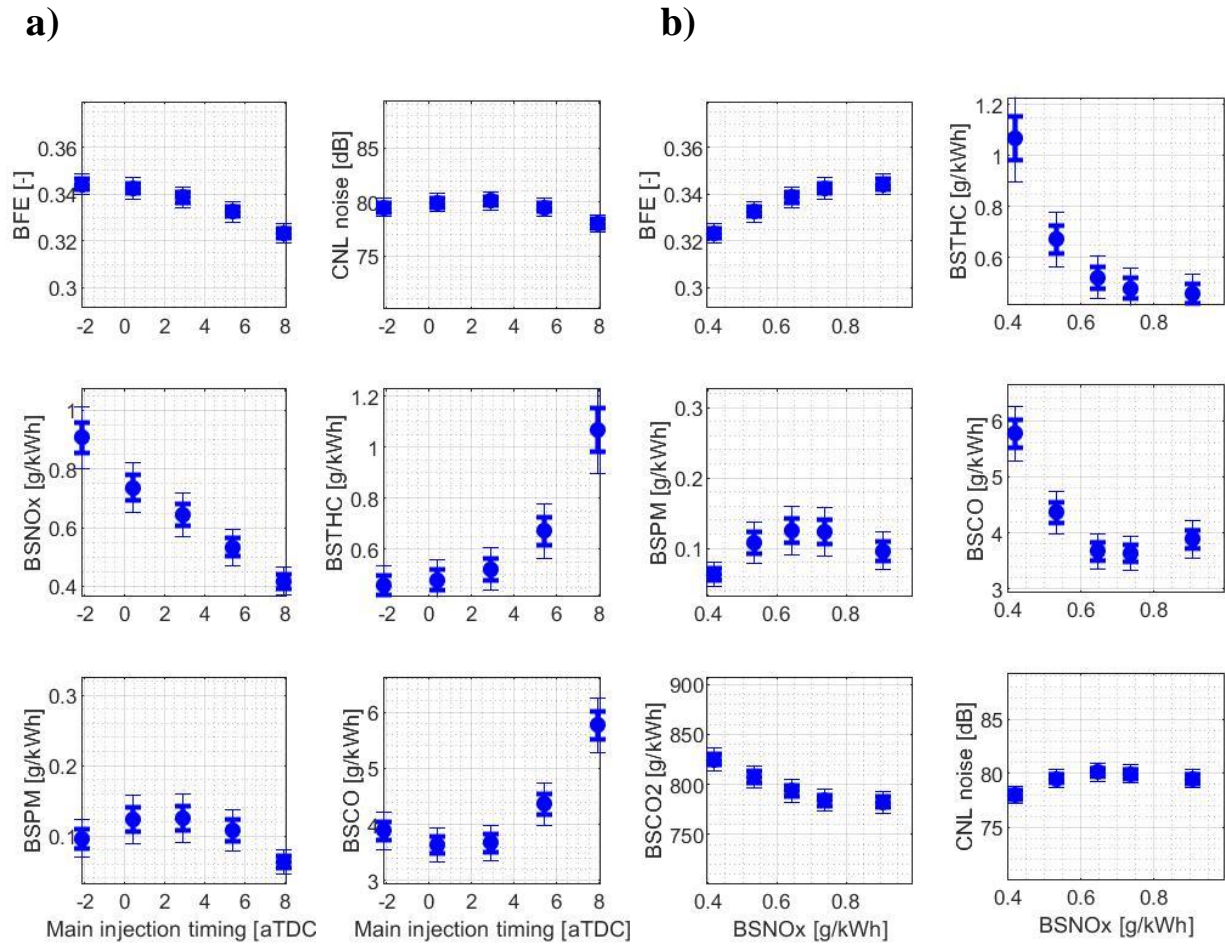 a)
b)
BFE [-]
0.36
0.34
0.32
0.3
-2 0 2 4 6 8
CNL noise [dB]
85
80
75
-2 0 2 4 6 8
BFE [-]
0.36
0.34
0.32
0.3
0.4 0.6 0.8
BSTHC [g/kWh]
1.2
1
0.8
0.6
0.4 0.6 0.8
BSNOx [g/kWh]
1
0.8
0.6
0.4
-2 0 2 4 6 8
BSTHC [g/kWh]
1.2
1
0.8
0.6
-2 0 2 4 6 8
BSPM [g/kWh]
0.3
0.2
0.1
0.4 0.6 0.8
BSCO [g/kWh]
6
5
4
3
0.4 0.6 0.8
BSPM [g/kWh]
0.3
0.2
0.1
-2 0 2 4 6 8
Main injection timing [aTDC
BSCO [g/kWh]
6
5
4
3
-2 0 2 4 6 8
Main injection timing [aTDC]
BSCO2 [g/kWh]
900
850
800
750
0.4 0.6 0.8
BSNOx [g/kWh]
CNL noise [dB]
85
80
75
0.4 0.6 0.8
BSNOx [g/kWh]